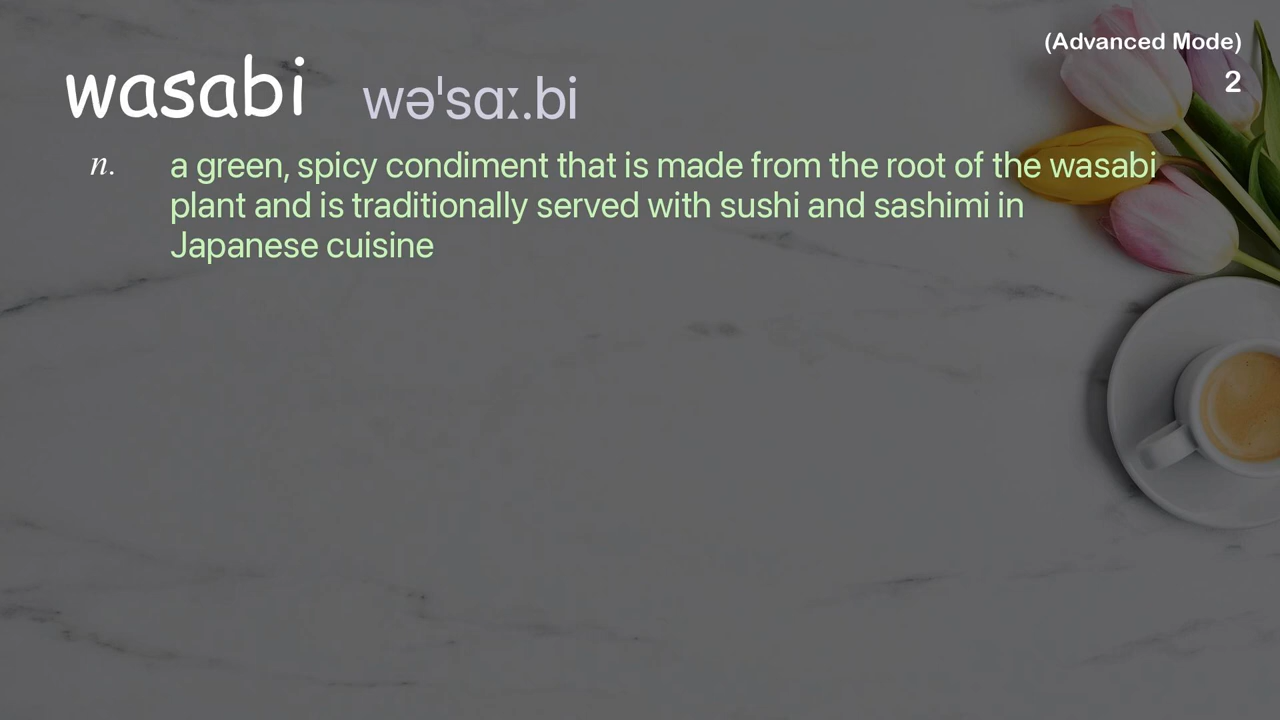 (Advanced Mode)
wasabi wəˈsɑː.bi
2
n. a green, spicy condiment that is made from the root of the wasabi
plant and is traditionally served with sushi and sashimi in
Japanese cuisine